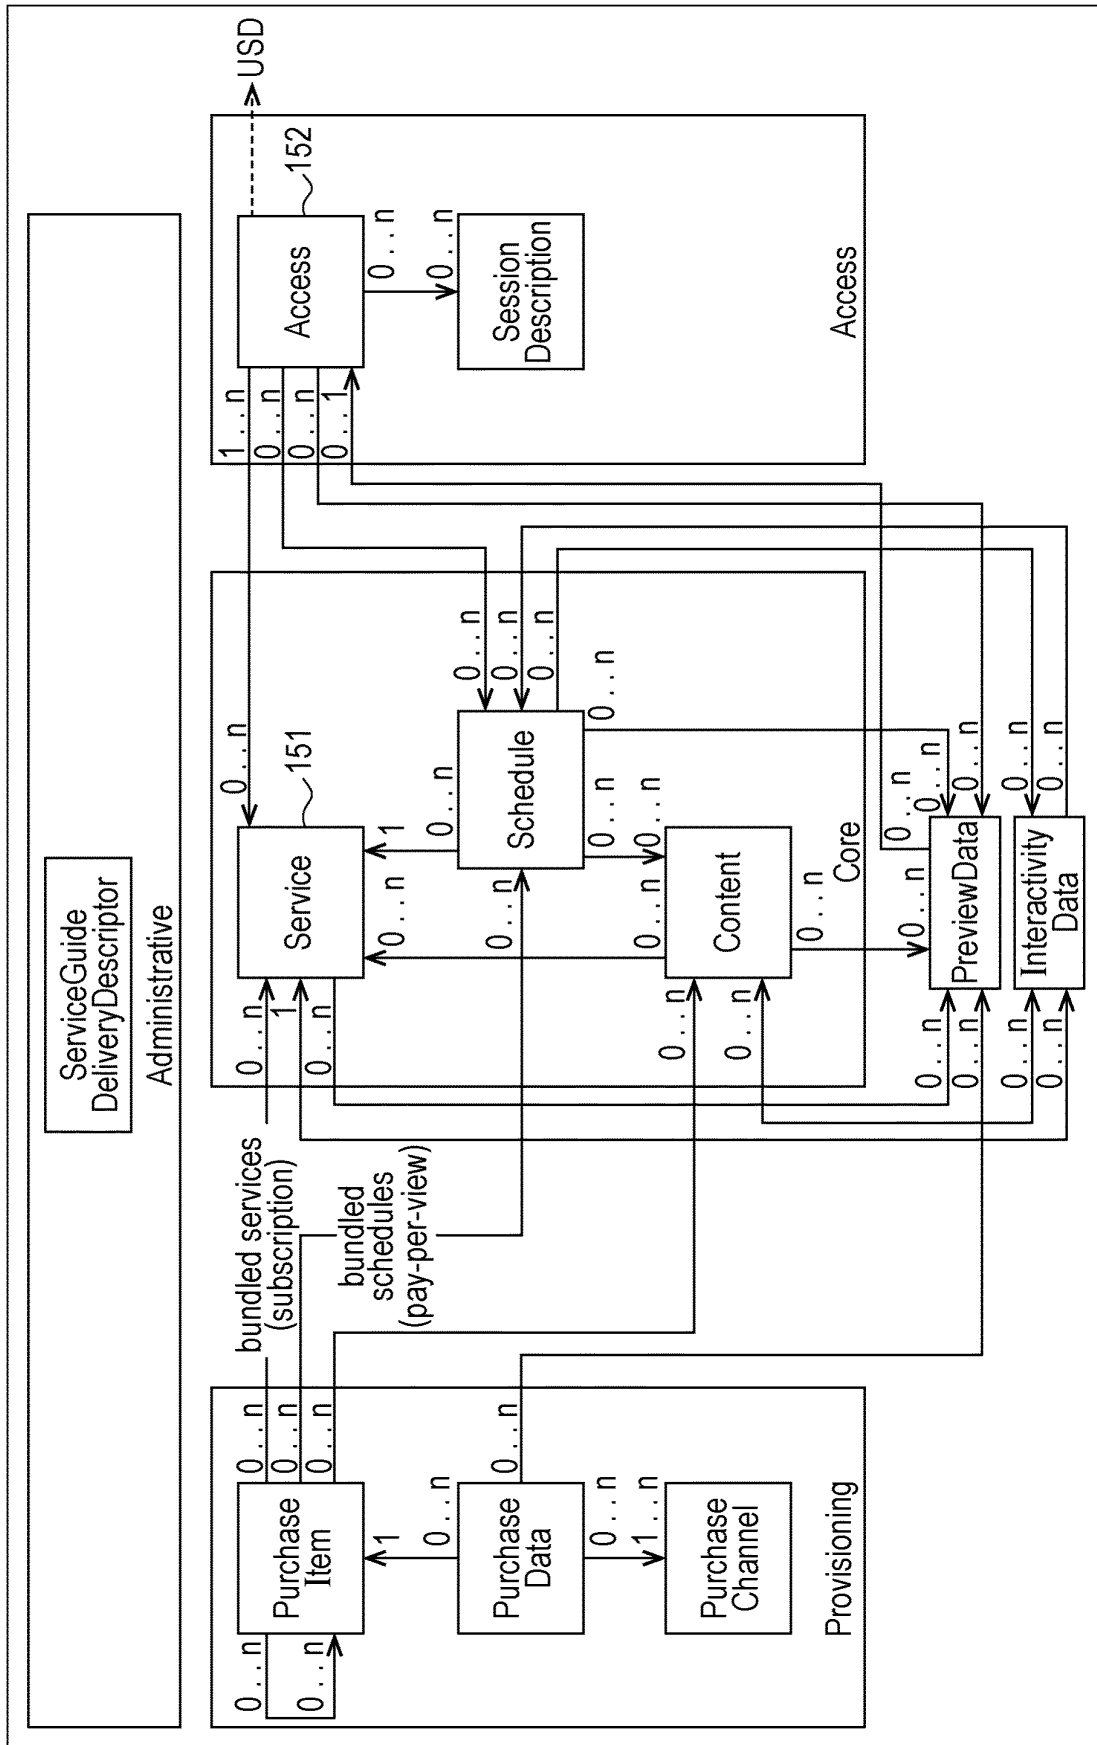 ServiceGuide
DeliveryDescriptor
Administrative
0...n
0...n
Purchase
Item
0...n
0...n
0...n
1
0...n
Purchase
Data
0...n
0...n
1...n
Purchase
Channel
Provisioning
bundled services
(subscription)
bundled
schedules
(pay-per-view)
0...n
1
0...n
Service
151
0...n
1
0...n
0...n
0...n
Schedule
0...n
0...n
0...n
0...n
0...n
0...n
0...n
0...n
0...n
Content
0...n
Core
0...n
0...n
0...n
PreviewData
0...n
0...n
0...n
0...n
0...n
Interactivity
Data
0...n
0...n
1...n
0...n
0...n
0...1
Access
152
USD
0...n
0...n
Session
Description
Access